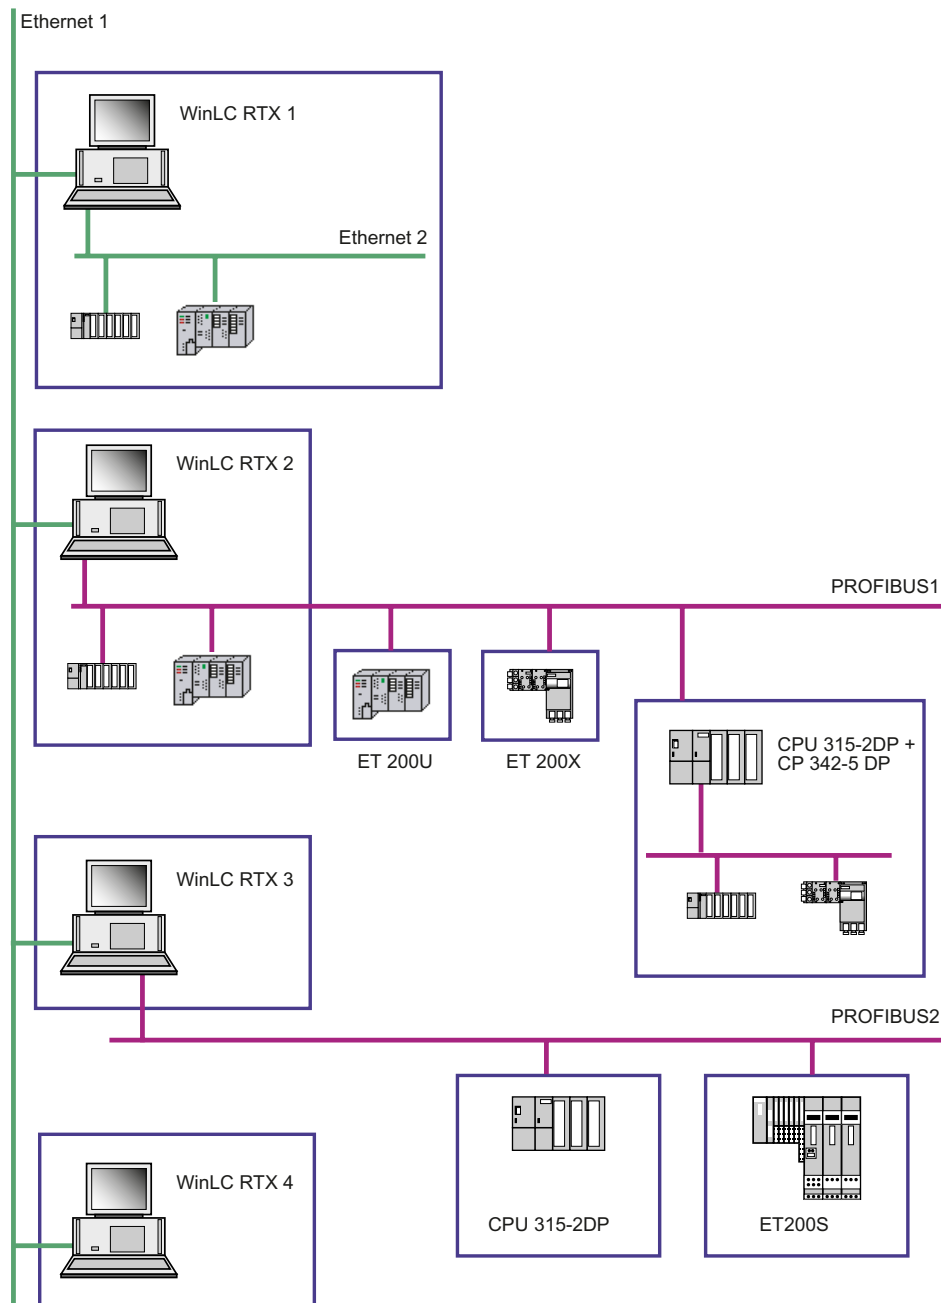 Ethernet 1
WinLC RTX 1
Ethernet 2
WinLC RTX 2
PROFIBUS1
ET 200U
ET 200X
CPU 315-2DP +
CP 342-5 DP
WinLC RTX 3
PROFIBUS2
CPU 315-2DP
ET200S
WinLC RTX 4